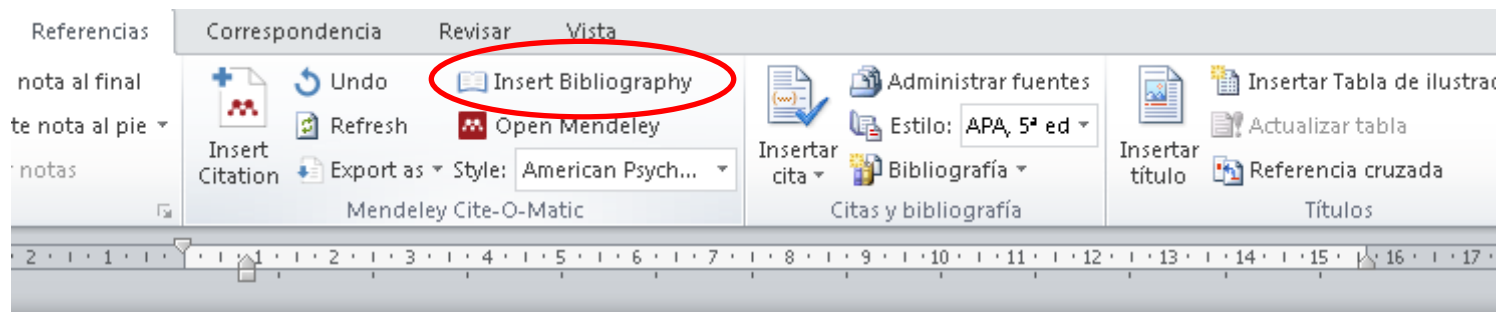 Referencias Correspondencia Revisar Vista
nota al final
te nota al pie
notas
Insert Citation
Undo
Refresh
Export as
Insert Bibliography
Open Mendeley
Style: American Psych...
Mendeley Cite-O-Matic
Insertar cita
Administrar fuentes
Estilo: APA, 5ª ed
Bibliografía
Citas y bibliografía
Insertar título
Insertar Tabla de ilustrac
Actualizar tabla
Referencia cruzada
Títulos
2 1 1 2 3 4 5 6 7 8 9 10 11 12 13 14 15 16 17